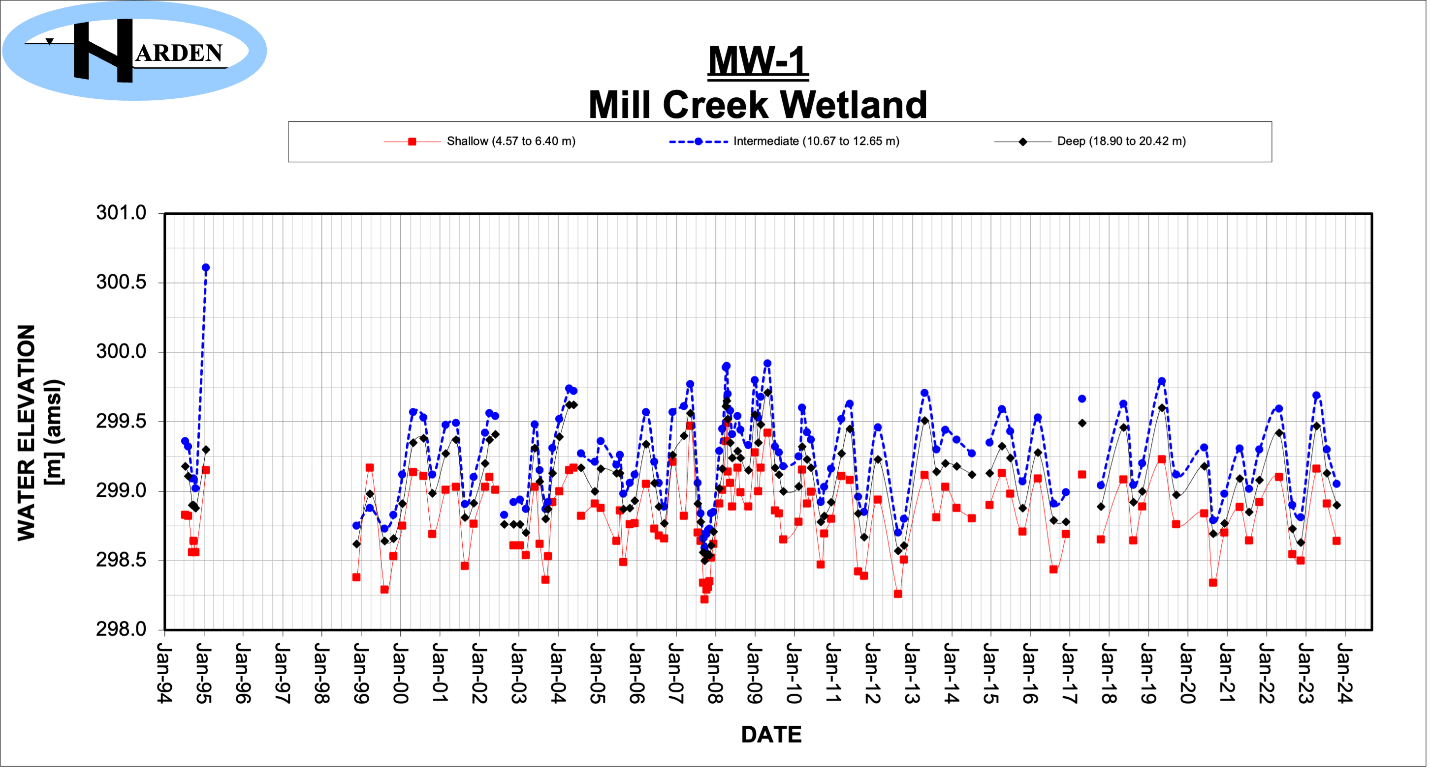 HARDEN
MW-1
Mill Creek Wetland
Shallow (4.57 to 6.40 m) Intermediate (10.67 to 12.65 m) Deep (18.90 to 20.42 m)
WATER ELEVATION
[m] (amsl)
301.0
300.5
300.0
299.5
299.0
298.5
298.0
Jan-94 Jan-95 Jan-96 Jan-97 Jan-98 Jan-99 Jan-00 Jan-01 Jan-02 Jan-03 Jan-04 Jan-05 Jan-06 Jan-07 Jan-08 Jan-09 Jan-10 Jan-11 Jan-12 Jan-13 Jan-14 Jan-15 Jan-16 Jan-17 Jan-18 Jan-19 Jan-20 Jan-21 Jan-22 Jan-23 Jan-24
DATE